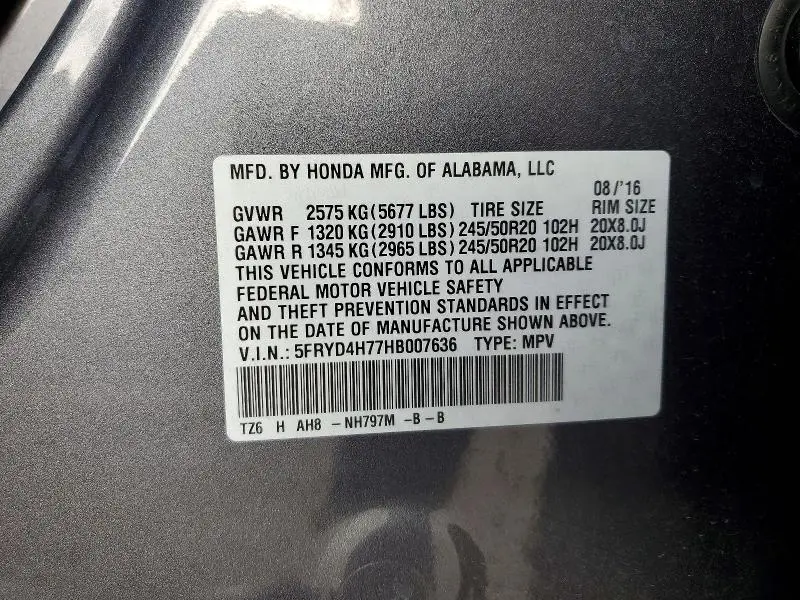 MFD. BY HONDA MFG. OF ALABAMA, LLC
08/'16
GVWR 2575 KG(5677 LBS) TIRE SIZE RIM SIZE
GAWR F 1320 KG(2910 LBS) 245/50R20 102H 20X8.0J
GAWR R 1345 KG(2965 LBS) 245/50R20 102H 20X8.0J
THIS VEHICLE CONFORMS TO ALL APPLICABLE
FEDERAL MOTOR VEHICLE SAFETY
AND THEFT PREVENTION STANDARDS IN EFFECT
ON THE DATE OF MANUFACTURE SHOWN ABOVE.
V.I.N.: 5FRYD4H77HB007636 TYPE: MPV
TZ6 H AH8 -NH797M -B-B